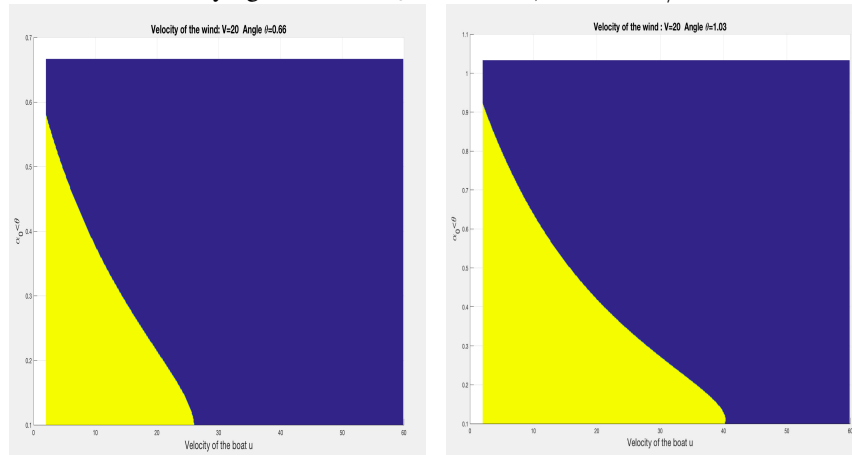 Velocity of the wind: V=20 Angle θ=0.66
0.7
0.6
0.5
0.4
0.3
0.2
0.1
α0<θ
0 10 20 30 40 50 60
Velocity of the boat u
Velocity of the wind : V=20 Angle θ=1.03
1.1
1
0.9
0.8
0.7
0.6
0.5
0.4
0.3
0.2
0.1
α0<θ
0 10 20 30 40 50 60
Velocity of the boat u